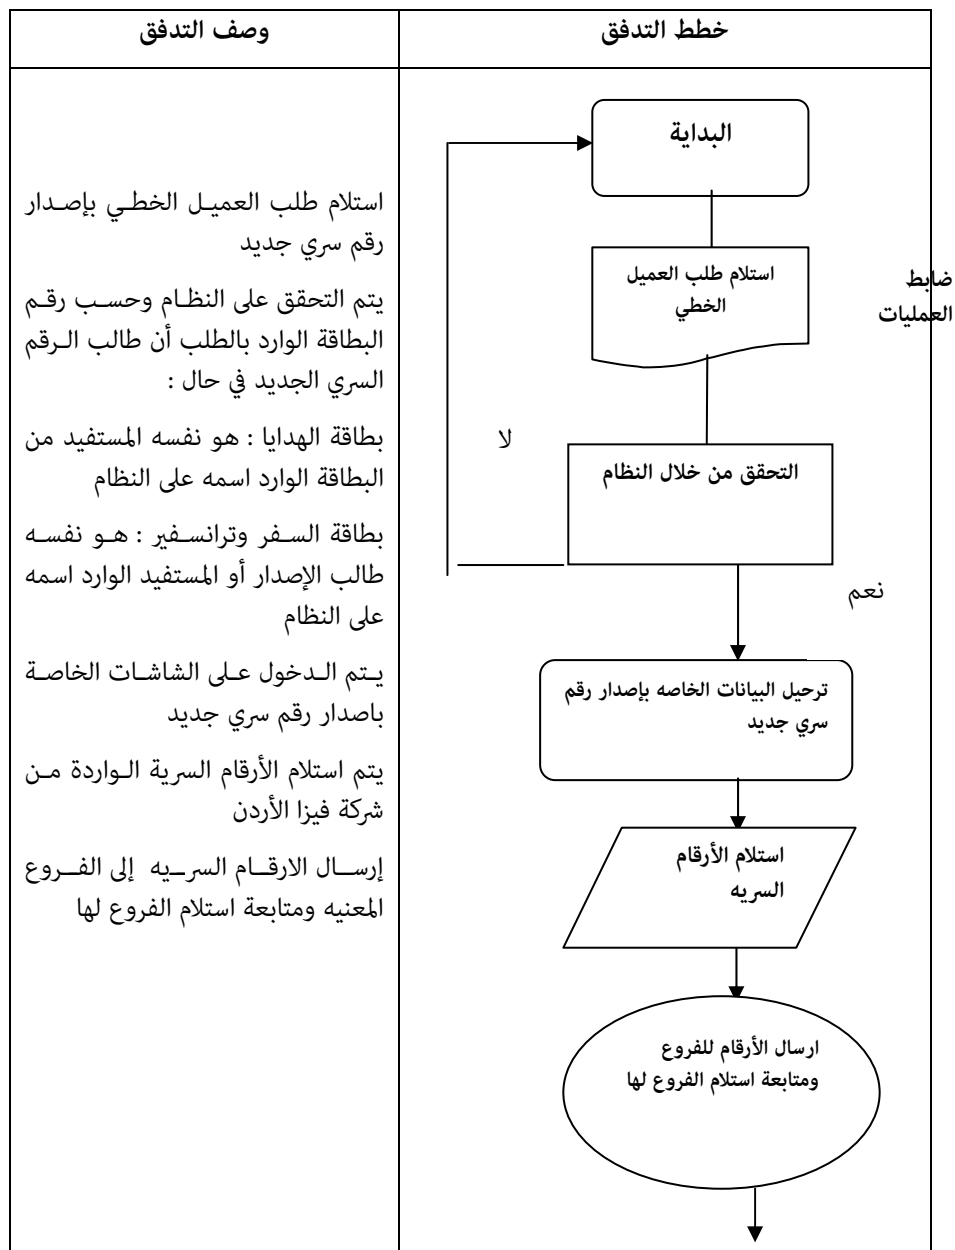 خطط التدفق
وصف التدفق
البداية
استلام طلب العميل
الخطي
ضابط
العمليات
لا
التحقق من خلال النظام
نعم
ترحيل البيانات الخاصه بإصدار رقم
سري جديد
استلام الأرقام
السريه
ارسال الأرقام للفروع
ومتابعة استلام الفروع لها
استلام طلب العميل الخطي بإصدار
رقم سري جديد
يتم التحقق على النظام وحسب رقم
البطاقة الوارد بالطلب أن طالب الرقم
السري الجديد في حال :
بطاقة الهدايا : هو نفسه المستفيد من
البطاقة الوارد اسمه على النظام
بطاقة السفر وترانسفير : هو نفسه
طالب الإصدار أو المستفيد الوارد اسمه
على النظام
يتم الدخول على الشاشات الخاصة
باصدار رقم سري جديد
يتم استلام الأرقام السرية الواردة من
شركة فيزا الأردن
إرسال الارقام السريه إلى الفروع
المعنيه ومتابعة استلام الفروع لها